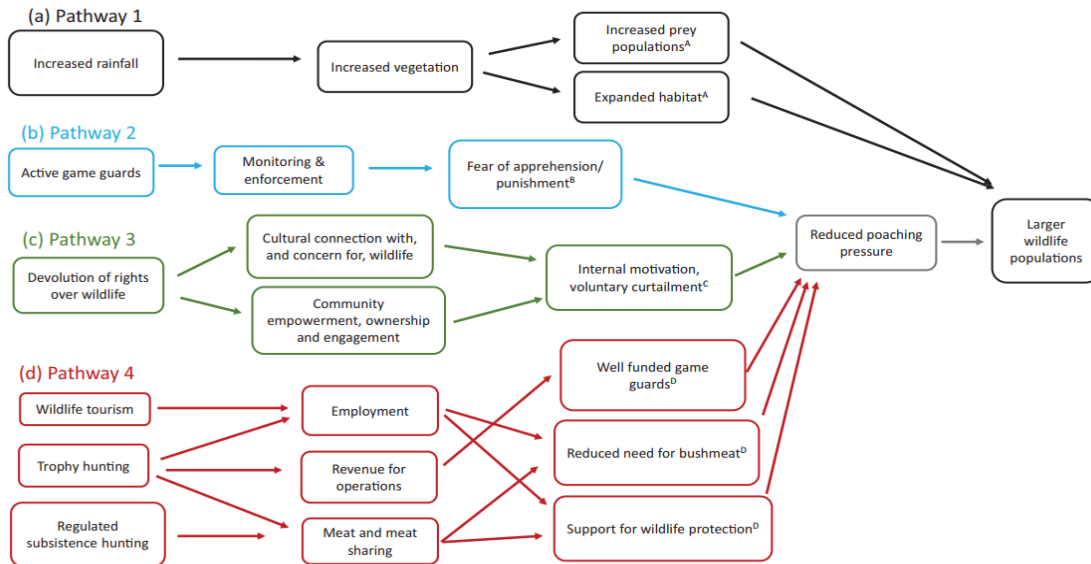 (a) Pathway 1
Increased rainfall
Increased vegetation
Increased prey
populationsᴬ
Expanded habitatᴬ
(b) Pathway 2
Active game guards
Monitoring &
enforcement
Fear of apprehension/
punishmentᴮ
Reduced poaching
pressure
Larger
wildlife
populations
(c) Pathway 3
Devolution of rights
over wildlife
Cultural connection with,
and concern for, wildlife
Community
empowerment, ownership
and engagement
Internal motivation,
voluntary curtailmentᶜ
(d) Pathway 4
Wildlife tourism
Trophy hunting
Regulated
subsistence hunting
Employment
Revenue for
operations
Meat and meat
sharing
Well funded game
guardsᴰ
Reduced need for bushmeatᴰ
Support for wildlife protectionᴰ